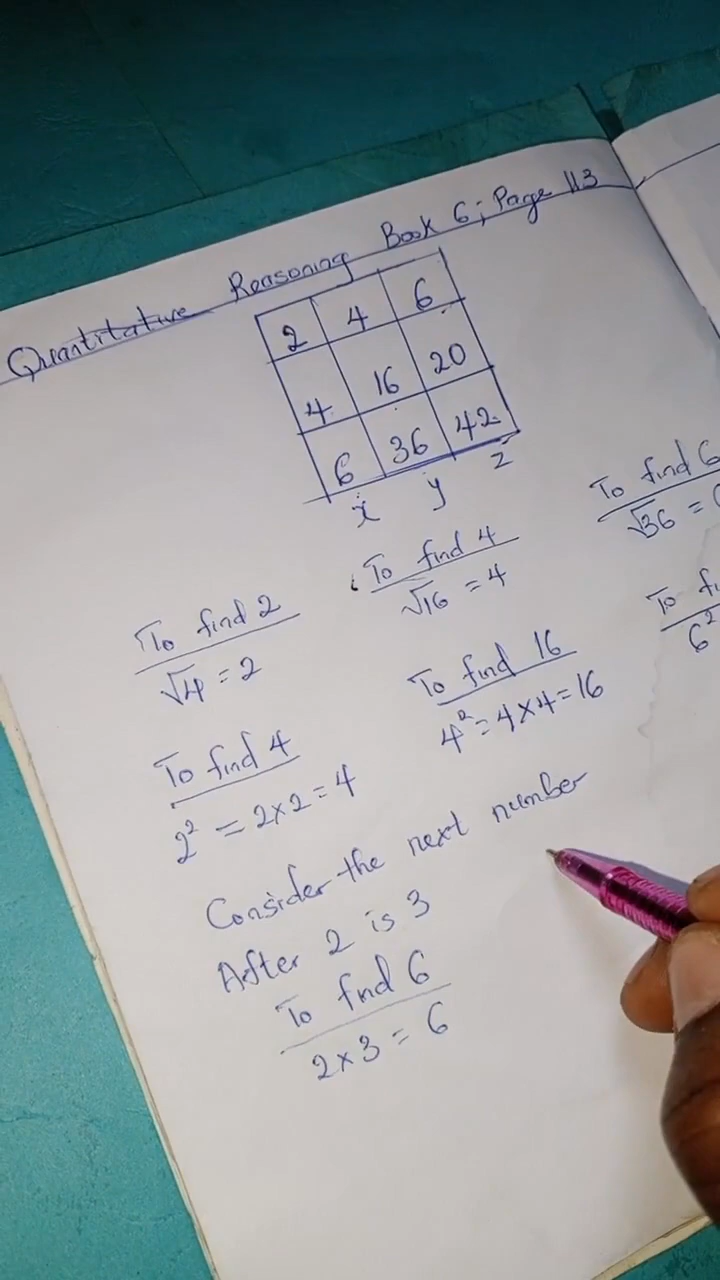 Quantitative Reasoning Book 6; Page 113
2 4 6
4 16 20
6 36 42
x y z
To find 2
√4 = 2
To find 4
√16 = 4
To find 6
√36 =
To find 4
2² = 2×2 = 4
To find 16
4² = 4×4 = 16
To
6²
Consider the next number
After 2 is 3
To find 6
2×3 = 6